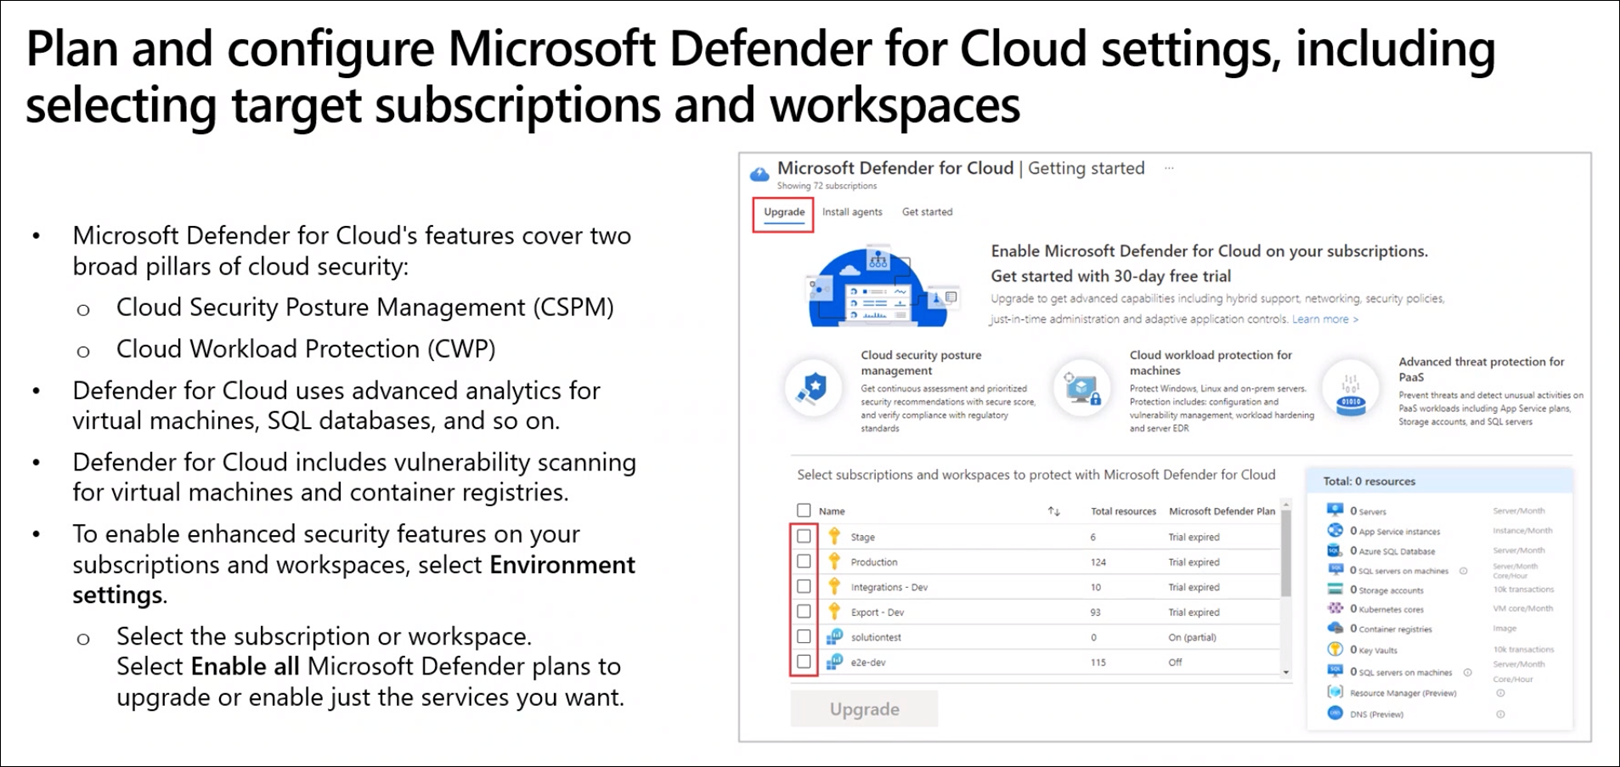 Plan and configure Microsoft Defender for Cloud settings, including
selecting target subscriptions and workspaces
• Microsoft Defender for Cloud's features cover two
broad pillars of cloud security:
o Cloud Security Posture Management (CSPM)
o Cloud Workload Protection (CWP)
• Defender for Cloud uses advanced analytics for
virtual machines, SQL databases, and so on.
• Defender for Cloud includes vulnerability scanning
for virtual machines and container registries.
• To enable enhanced security features on your
subscriptions and workspaces, select Environment
settings.
o Select the subscription or workspace.
Select Enable all Microsoft Defender plans to
upgrade or enable just the services you want.
Microsoft Defender for Cloud | Getting started ...
Showing 72 subscriptions
Upgrade Install agents Get started
Enable Microsoft Defender for Cloud on your subscriptions.
Get started with 30-day free trial
Upgrade to get advanced capabilities including hybrid support, networking, security policies,
just-in-time administration and adaptive application controls. Learn more >
Cloud security posture
management
Get continuous assessment and prioritized
security recommendations with secure score,
and verify compliance with regulatory
standards
Cloud workload protection for
machines
Protect Windows, Linux and on-prem servers.
Protection includes: configuration and
vulnerability management, workload hardening
and server EDR
Advanced threat protection for
PaaS
Prevent threats and detect unusual activities on
PaaS workloads including App Service plans,
Storage accounts, and SQL servers
Select subscriptions and workspaces to protect with Microsoft Defender for Cloud
Name Total resources Microsoft Defender Plan
Stage 6 Trial expired
Production 124 Trial expired
Integrations - Dev 10 Trial expired
Export - Dev 93 Trial expired
solutiontest 0 On (partial)
e2e-dev 115 Off
Upgrade
Total: 0 resources
0 Servers Server/Month
0 App Service instances Instance/Month
0 Azure SQL Database Server/Month
0 SQL servers on machines Server/Month
Core/Hour
0 Storage accounts 10k transactions
0 Kubernetes cores VM core/Month
0 Container registries Image
0 Key Vaults 10k transactions
0 SQL servers on machines Server/Month
Core/Hour
Resource Manager (Preview)
DNS (Preview)